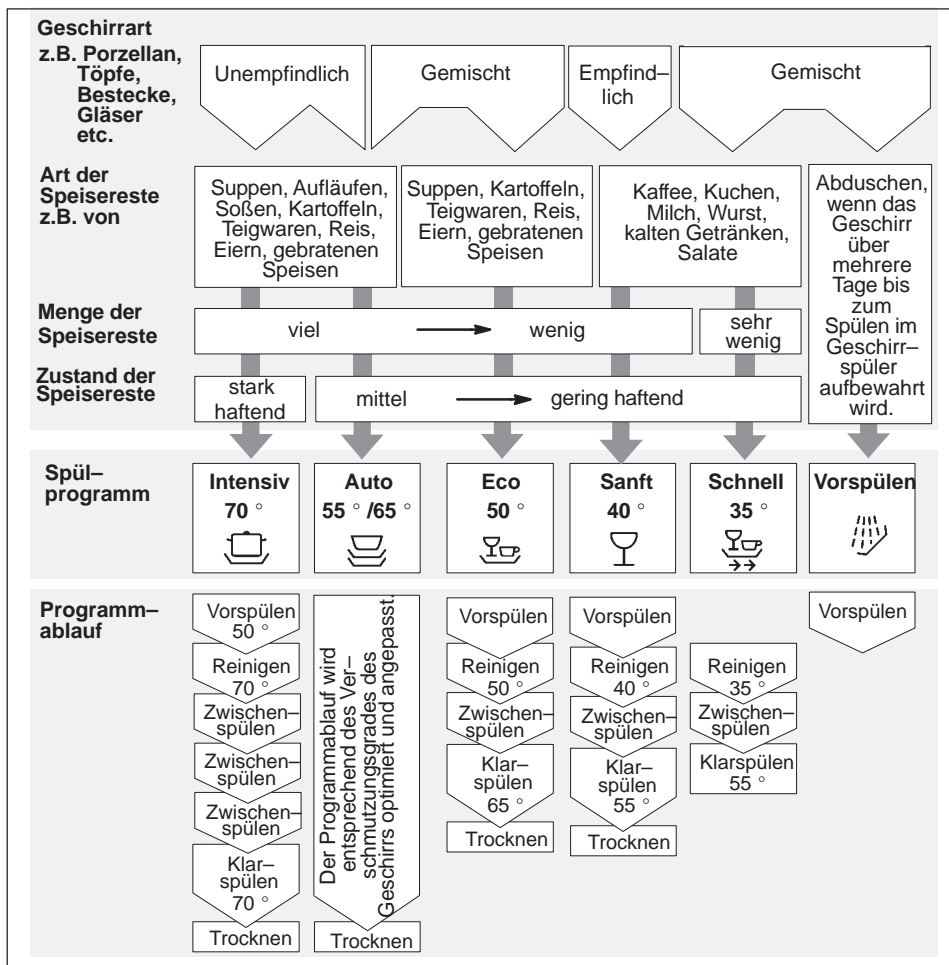 Geschirrart
z.B. Porzellan,
Töpfe,
Bestecke,
Gläser
etc.
Unempfindlich
Gemischt
Empfind–
lich
Gemischt
Art der
Speisereste
z.B. von
Suppen, Aufläufen,
Soßen, Kartoffeln,
Teigwaren, Reis,
Eiern, gebratenen
Speisen
Suppen, Kartoffeln,
Teigwaren, Reis,
Eiern, gebratenen
Speisen
Kaffee, Kuchen,
Milch, Wurst,
kalten Getränken,
Salate
Abduschen,
wenn das
Geschirr
über
mehrere
Tage bis
zum
Spülen im
Geschirr–
spüler
aufbewahrt
wird.
Menge der
Speisereste
viel
wenig
sehr
wenig
Zustand der
Speisereste
stark
haftend
mittel
gering haftend
Spül–
programm
Intensiv
70 °
Auto
55 ° /65 °
Eco
50 °
Sanft
40 °
Schnell
35 °
Vorspülen
Programm–
ablauf
Vorspülen
50 °
Reinigen
70 °
Zwischen–
spülen
Zwischen–
spülen
Zwischen–
spülen
Klar–
spülen
70 °
Trocknen
Der Programmablauf wird
entsprechend des Ver–
schmutzungsgrades des
Geschirrs optimiert und angepasst.
Trocknen
Vorspülen
Reinigen
50 °
Zwischen–
spülen
Klar–
spülen
65 °
Trocknen
Vorspülen
Reinigen
40 °
Zwischen–
spülen
Klar–
spülen
55 °
Trocknen
Reinigen
35 °
Zwischen–
spülen
Klarspülen
55 °
Vorspülen